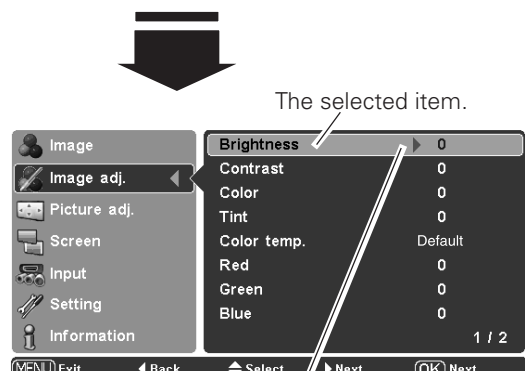 The selected item.
Image
Image adj.
Picture adj.
Screen
Input
Setting
Information
Brightness 0
Contrast 0
Color 0
Tint 0
Color temp. Default
Red 0
Green 0
Blue 0
1 / 2
MENU Exit Back Select Next OK Next